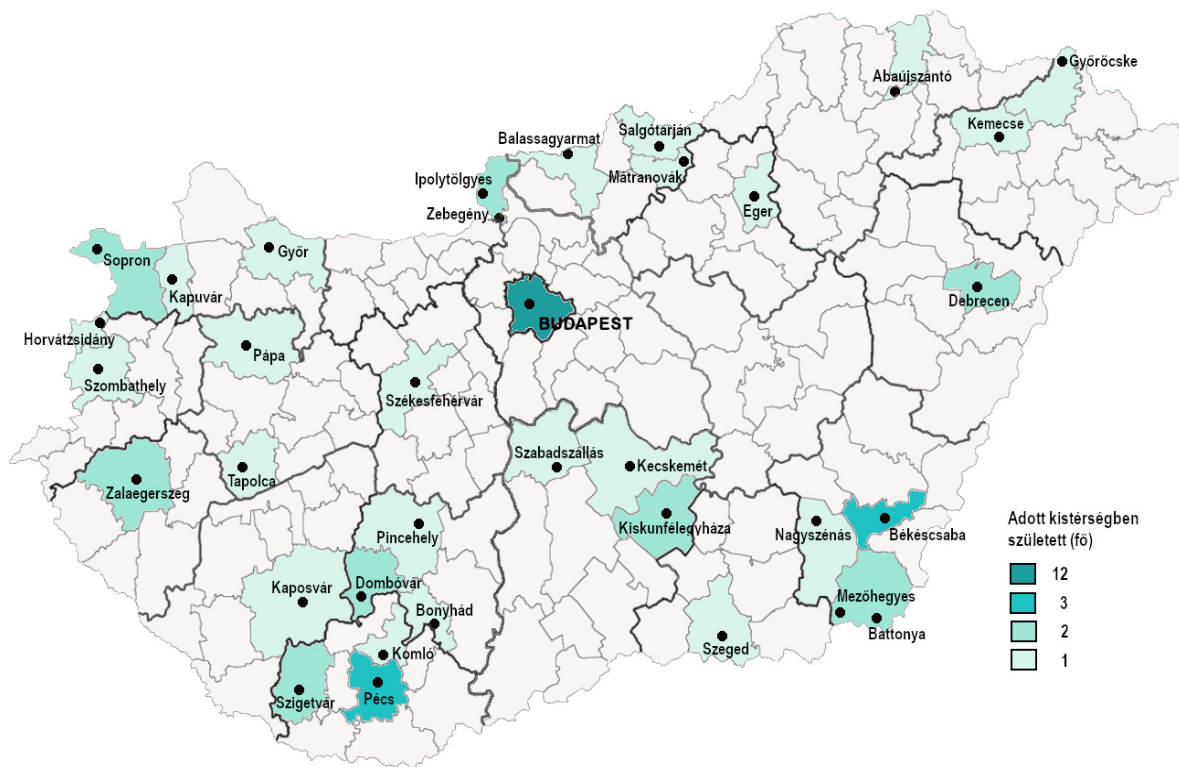 Győröcske
Abaújszántó
Kemecse
Salgótarján
Balassagyarmat
Mátranovák
Ipolytölgyes
Eger
Zebegény
Győr
Sopron
Kapuvár
Debrecen
BUDAPEST
Horvátzsidány
Pápa
Szombathely
Székesfehérvár
Szabadszállás
Kecskemét
Tapolca
Zalaegerszeg
Kiskunfélegyháza
Nagyszénás
Békéscsaba
Pincehely
Kaposvár
Dombóvár
Mezőhegyes
Bonyhád
Battonya
Szeged
Komló
Szigetvár
Pécs
Adott kistérségben
született (fő)
12
3
2
1